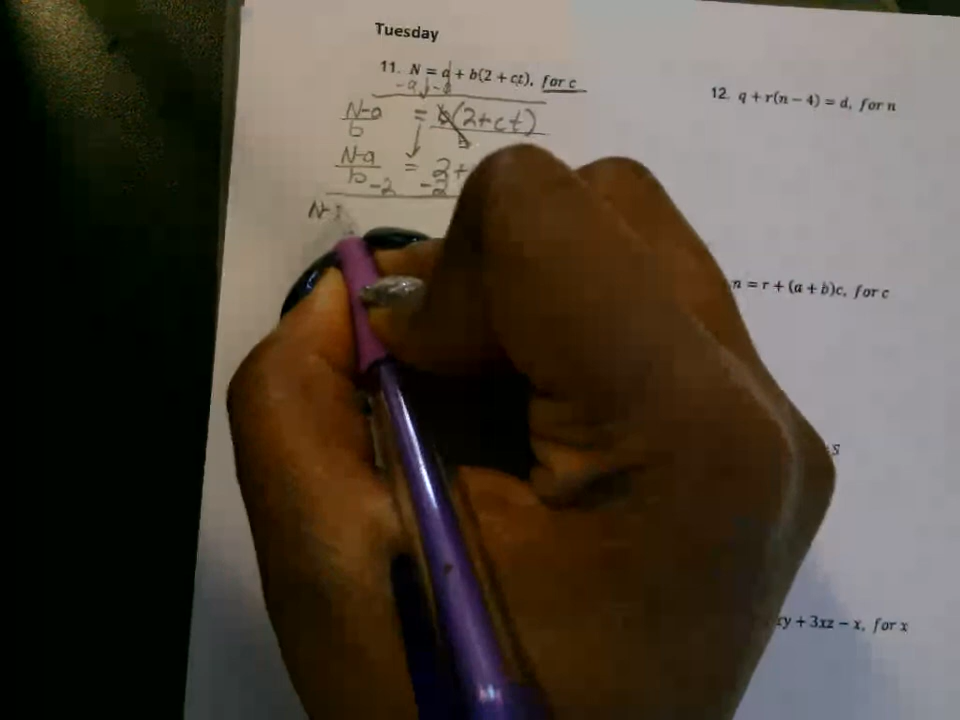 Tuesday
11. N = a + b(2 + ct), for c
-a -a
12. q + r(n − 4) = d, for n
N-a = b(2+ct)
b b
N-a = 2+
b -2 -2
N-
n = r + (a + b)c, for c
s
xy + 3xz − x, for x